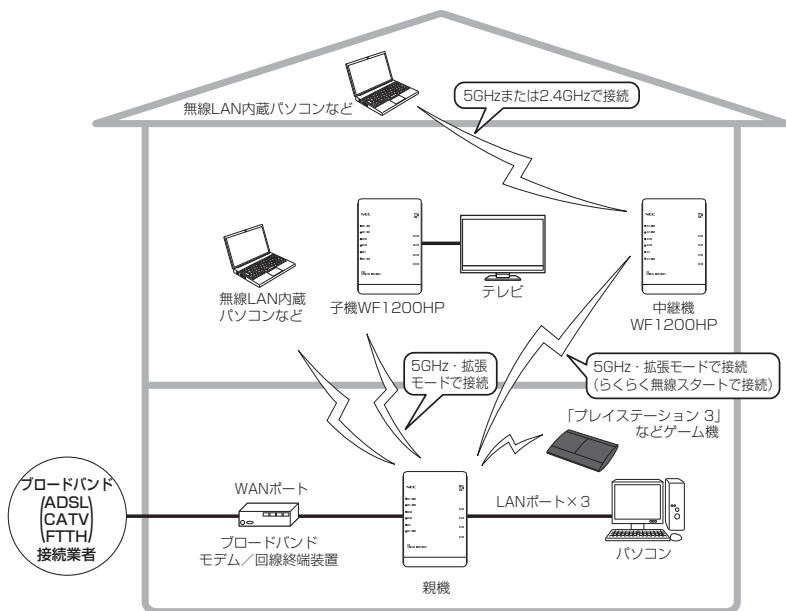 無線LAN内蔵パソコンなど
5GHzまたは2.4GHzで接続
NEC
NEC
無線LAN内蔵
パソコンなど
子機WF1200HP
テレビ
中継機
WF1200HP
5GHz・拡張
モードで接続
5GHz・拡張モードで接続
(らくらく無線スタートで接続)
「プレイステーション 3」
などゲーム機
ブロードバンド
ADSL
CATV
FTTH
接続業者
WANポート
ブロードバンド
モデム／回線終端装置
NEC
親機
LANポート×3
パソコン